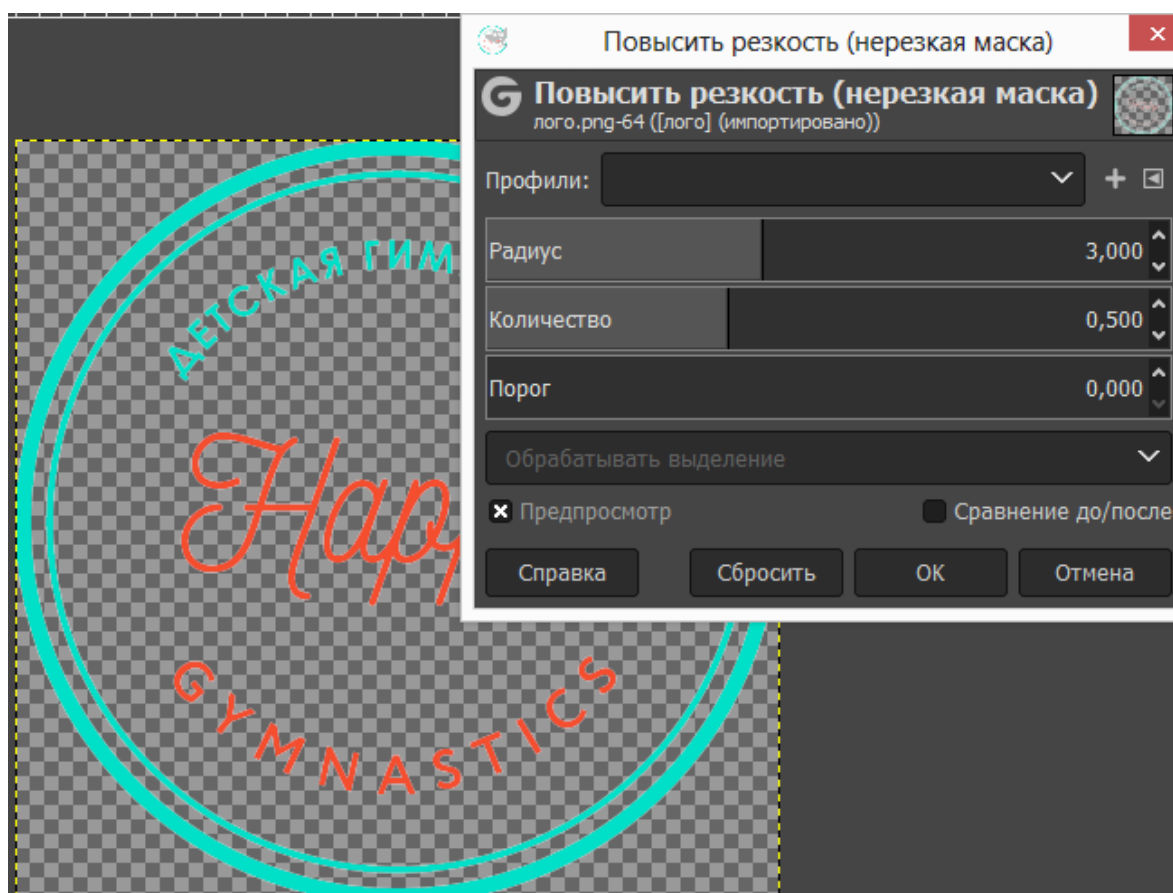 Повысить резкость (нерезкая маска)
Повысить резкость (нерезкая маска)
лого.png-64 ([лого] (импортировано))
Профили:
Радиус 3,000
Количество 0,500
Порог 0,000
Обрабатывать выделение
Предпросмотр Сравнение до/после
Справка Сбросить ОК Отмена
ДЕТСКАЯ ГИМ
Happ
GYMNASTICS